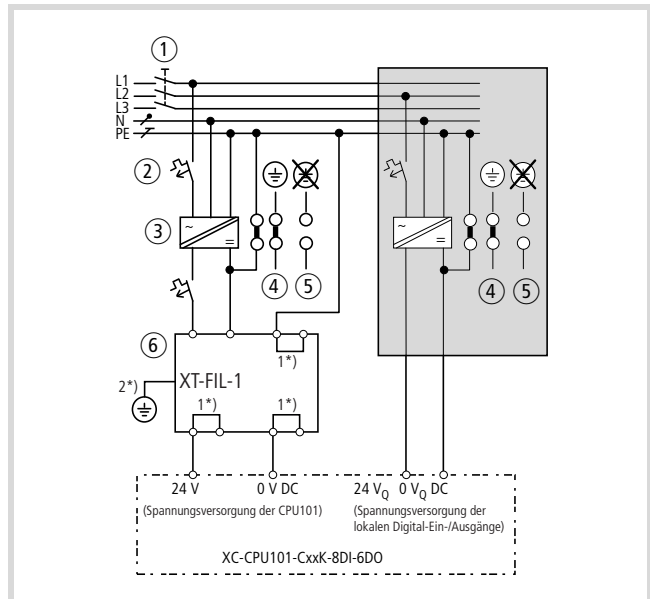 1
L1
L2
L3
N
PE
2
3
~
=
4
5
~
=
4
5
6
1*)
2*)
XT-FIL-1
1*)
1*)
24 V
0 V DC
24 VQ 0 VQ DC
(Spannungsversorgung der CPU101)
(Spannungsversorgung der
lokalen Digital-Ein-/Ausgänge)
XC-CPU101-CxxK-8DI-6DO